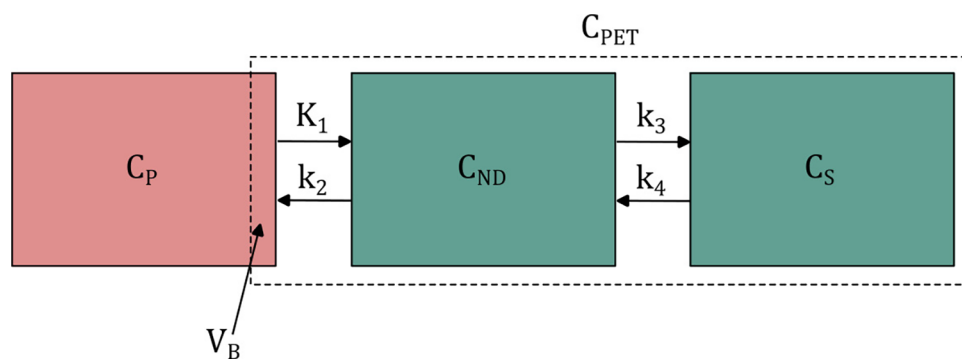 C_PET
C_P
K_1
k_2
C_ND
k_3
k_4
C_S
V_B